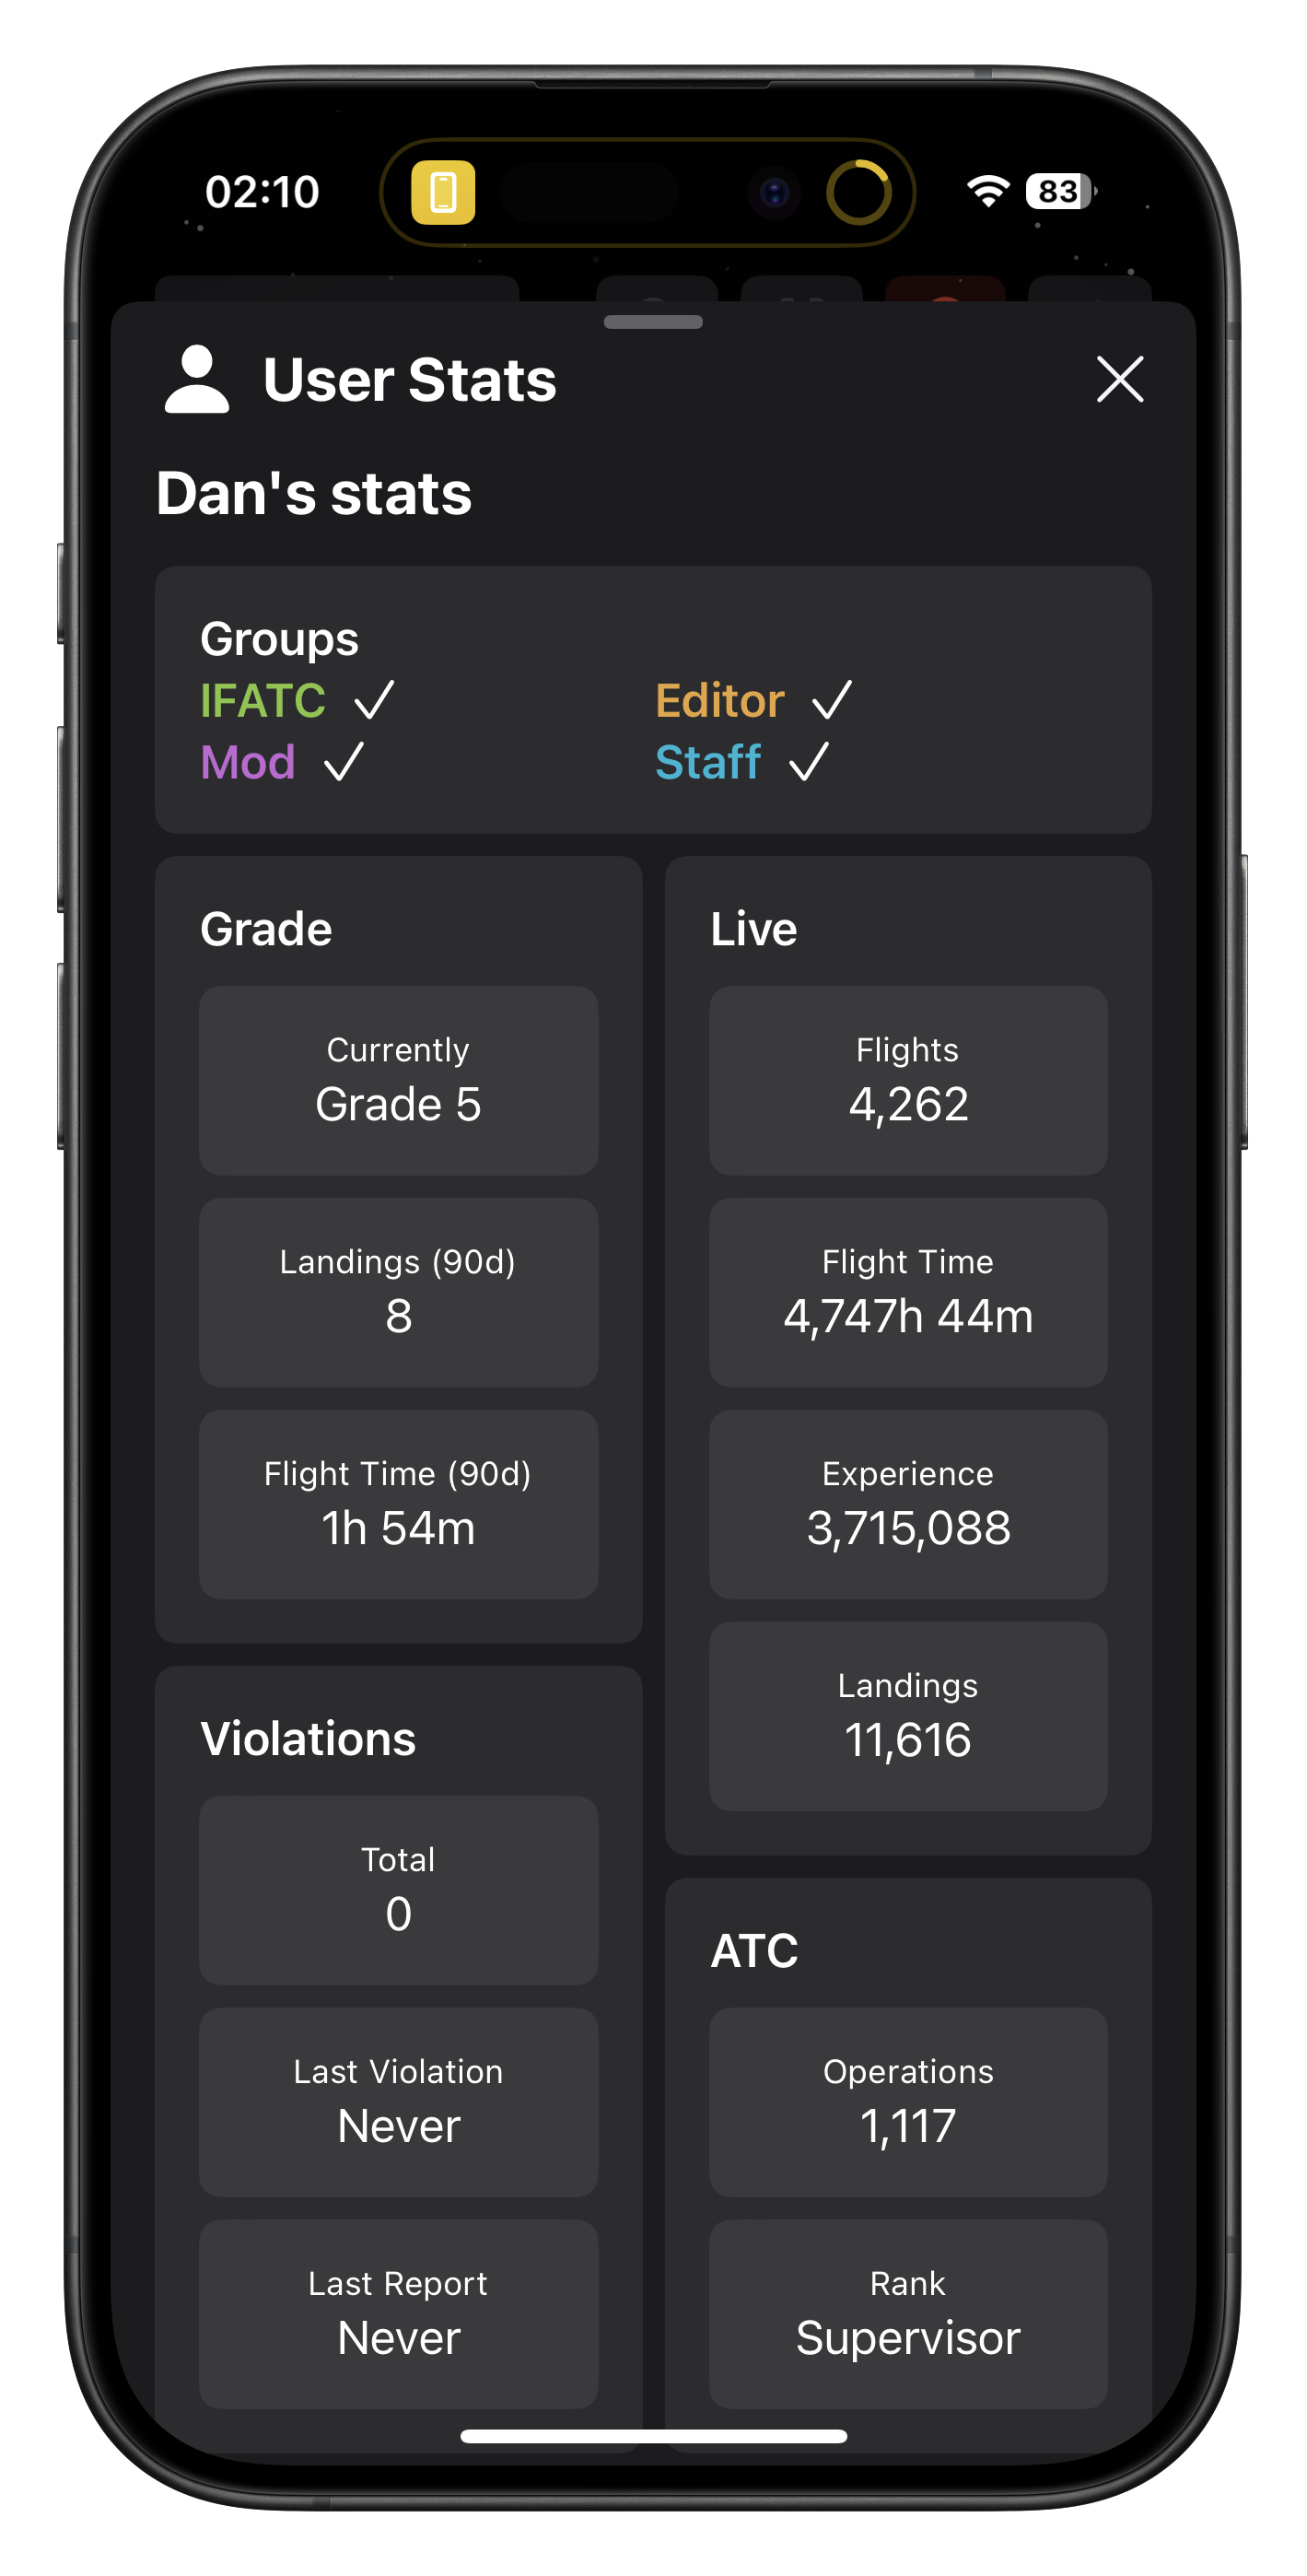 02:10
83
User Stats
Dan's stats
Groups
IFATC
Editor
Mod
Staff
Grade
Currently
Grade 5
Landings (90d)
8
Flight Time (90d)
1h 54m
Live
Flights
4,262
Flight Time
4,747h 44m
Experience
3,715,088
Landings
11,616
Violations
Total
0
Last Violation
Never
Last Report
Never
ATC
Operations
1,117
Rank
Supervisor